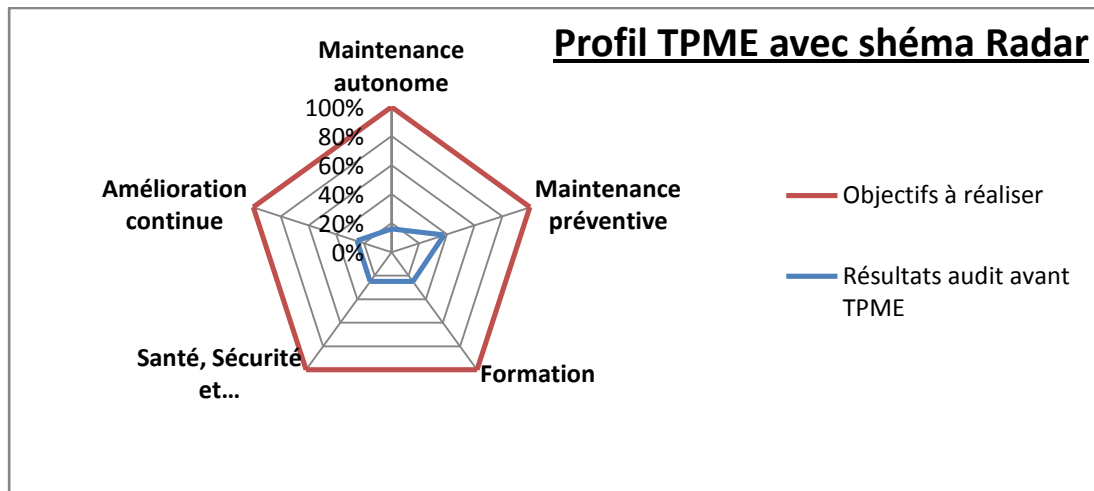 Profil TPME avec shéma Radar
Maintenance
autonome
100%
80%
60%
40%
20%
0%
Maintenance
préventive
Formation
Santé, Sécurité
et...
Amélioration
continue
Objectifs à réaliser
Résultats audit avant
TPME